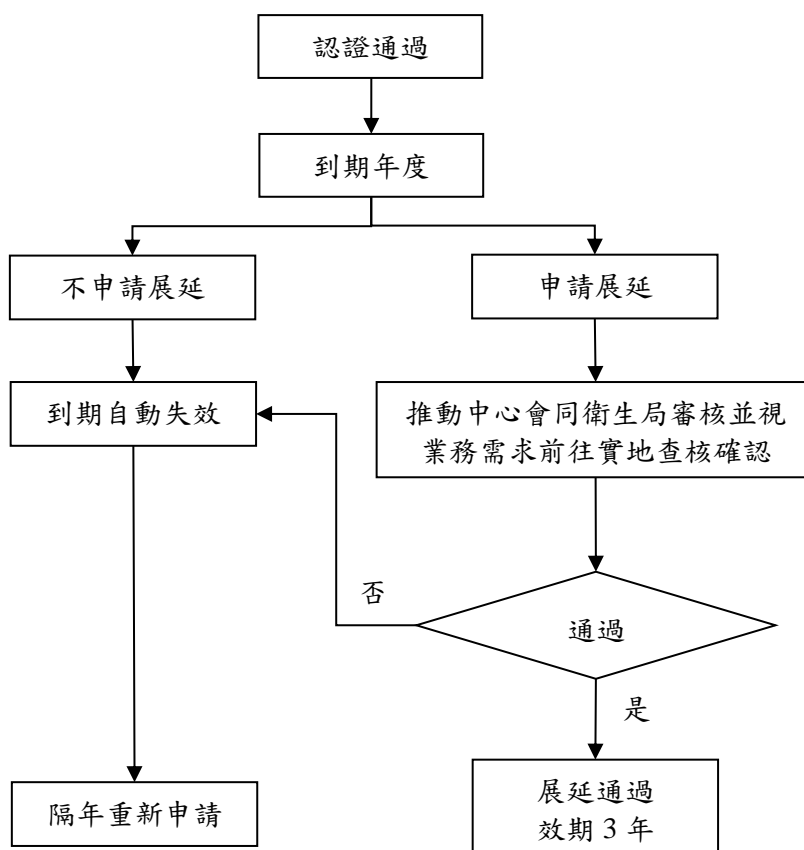 認證通過
到期年度
不申請展延
申請展延
到期自動失效
推動中心會同衛生局審核並視
業務需求前往實地查核確認
否
通過
是
隔年重新申請
展延通過
效期 3 年